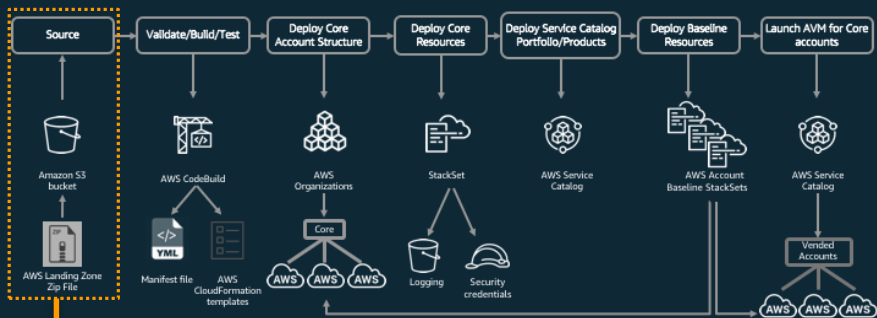 Source
Validate/Build/Test
Deploy Core
Account Structure
Deploy Core
Resources
Deploy Service Catalog
Portfolio/Products
Deploy Baseline
Resources
Launch AVM for Core
accounts
Amazon S3
bucket
AWS CodeBuild
AWS
Organizations
StackSet
AWS Service
Catalog
AWS Account
Baseline StackSets
AWS Service
Catalog
ZIP
AWS Landing Zone
Zip File
</>
YML
Manifest file
AWS
CloudFormation
templates
Core
AWS
AWS
AWS
Logging
Security
credentials
Vended
Accounts
AWS
AWS
AWS